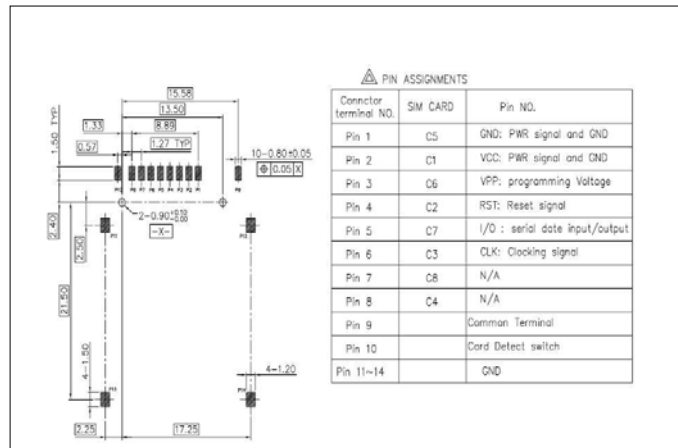 PIN ASSIGNMENTS
Connctor terminal NO. SIM CARD Pin NO.
Pin 1 C5 GND: PWR signal and GND
Pin 2 C1 VCC: PWR signal and GND
Pin 3 C6 VPP: programming Voltage
Pin 4 C2 RST: Reset signal
Pin 5 C7 I/O : serial date input/output
Pin 6 C3 CLK: Clocking signal
Pin 7 C8 N/A
Pin 8 C4 N/A
Pin 9 Common Terminal
Pin 10 Card Detect switch
Pin 11~14 GND
15.58
13.50
1.33 8.89
0.57 1.27 TYP
1.50 TYP
10-0.80±0.05
0.05 X
2-0.90
-X-
2.40
2.50
21.50
4-1.50
4-1.20
2.25 17.25